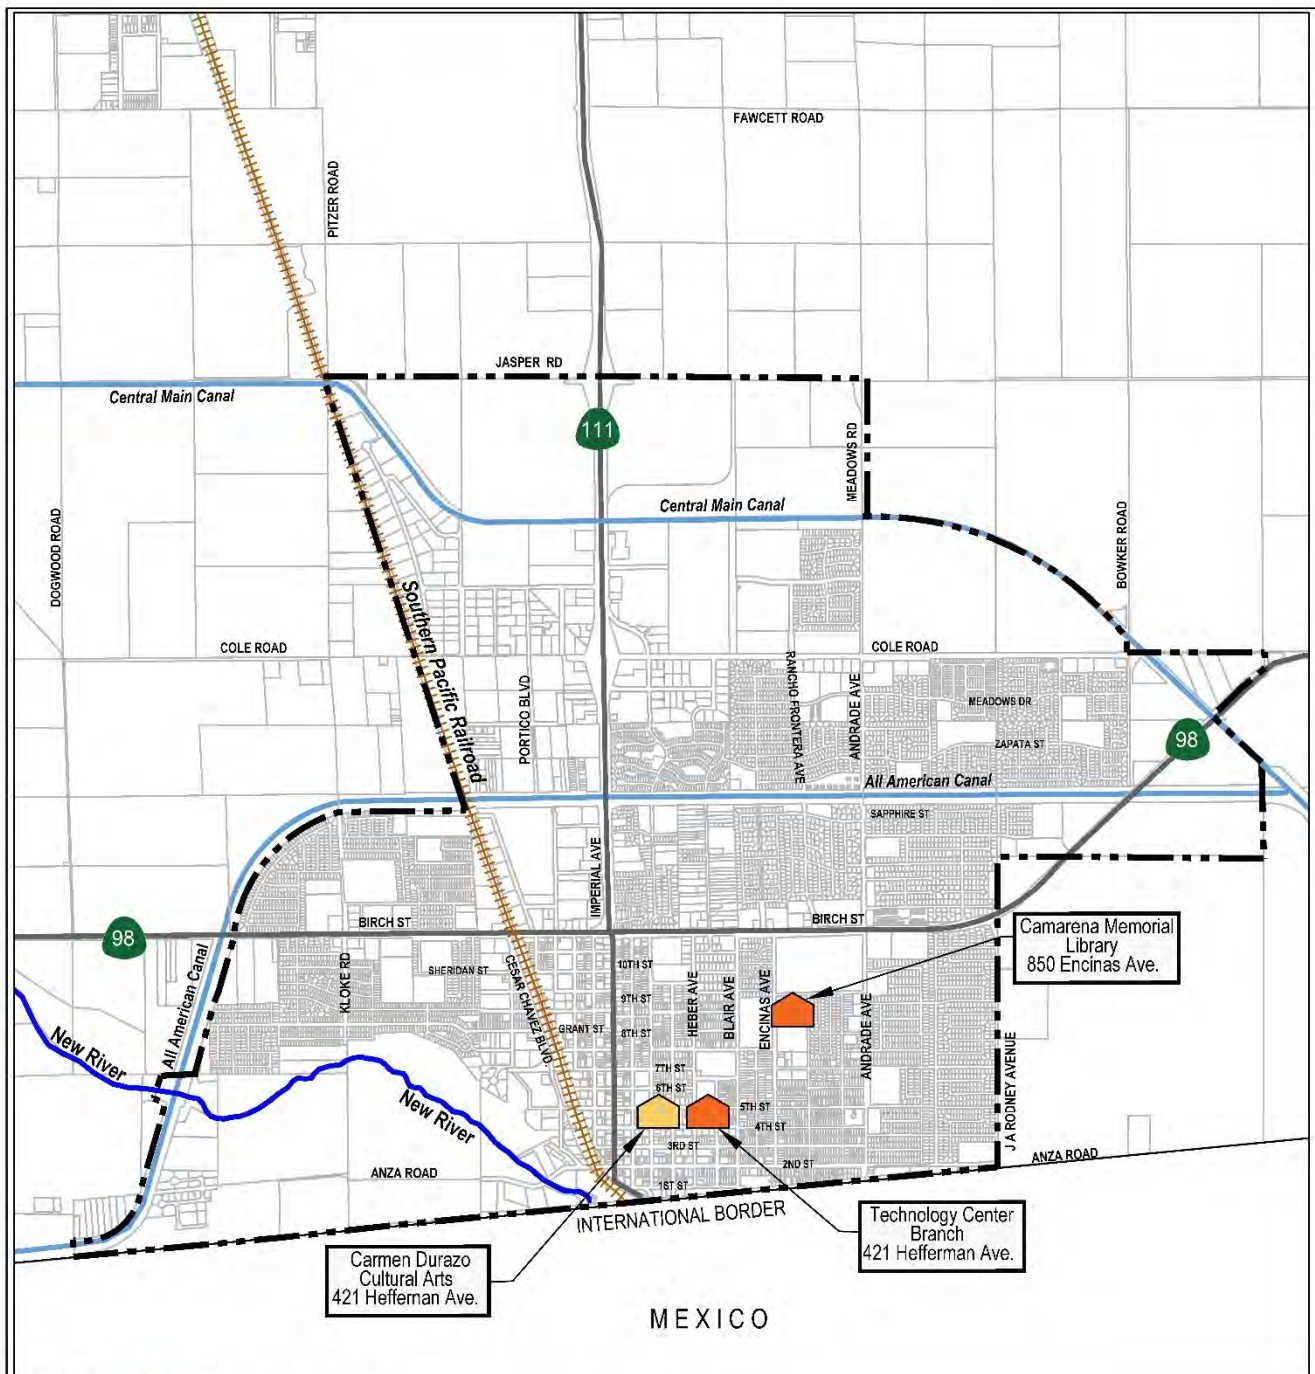 FAWCETT ROAD
PITZER ROAD
JASPER RD
Central Main Canal
111
MEADOWS RD
Central Main Canal
DOGWOOD ROAD
BOWKER ROAD
Southern Pacific Railroad
COLE ROAD
COLE ROAD
PORTICO BLVD
RANCHO FRONTERA AVE
ANDRADE AVE
MEADOWS DR
ZAPATA ST
98
All American Canal
SAPPHIRE ST
IMPERIAL AVE
BIRCH ST
BIRCH ST
98
All American Canal
KLOKE RD
SHERIDAN ST
CESAR CHAVEZ BLVD.
10TH ST
9TH ST
GRANT ST
8TH ST
HEBER AVE
BLAIR AVE
ENCINAS AVE
ANDRADE AVE
Camarena Memorial
Library
850 Encinas Ave.
J A RODNEY AVENUE
New River
New River
7TH ST
6TH ST
5TH ST
4TH ST
3RD ST
2ND ST
1ST ST
ANZA ROAD
ANZA ROAD
INTERNATIONAL BORDER
Technology Center
Branch
421 Hefferman Ave.
Carmen Durazo
Cultural Arts
421 Heffernan Ave.
MEXICO